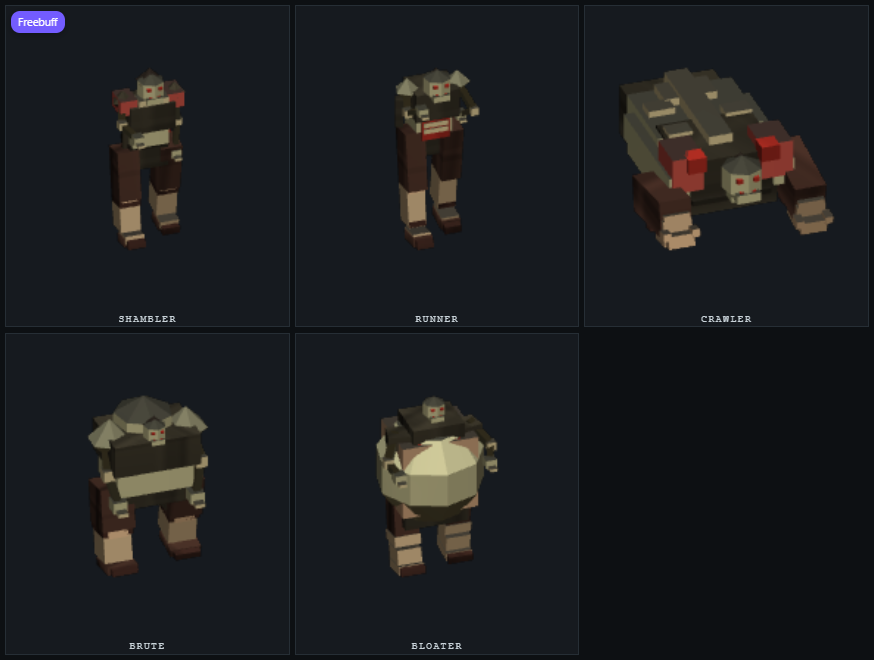 Freebuff
SHAMBLER
RUNNER
CRAWLER
BRUTE
BLOATER